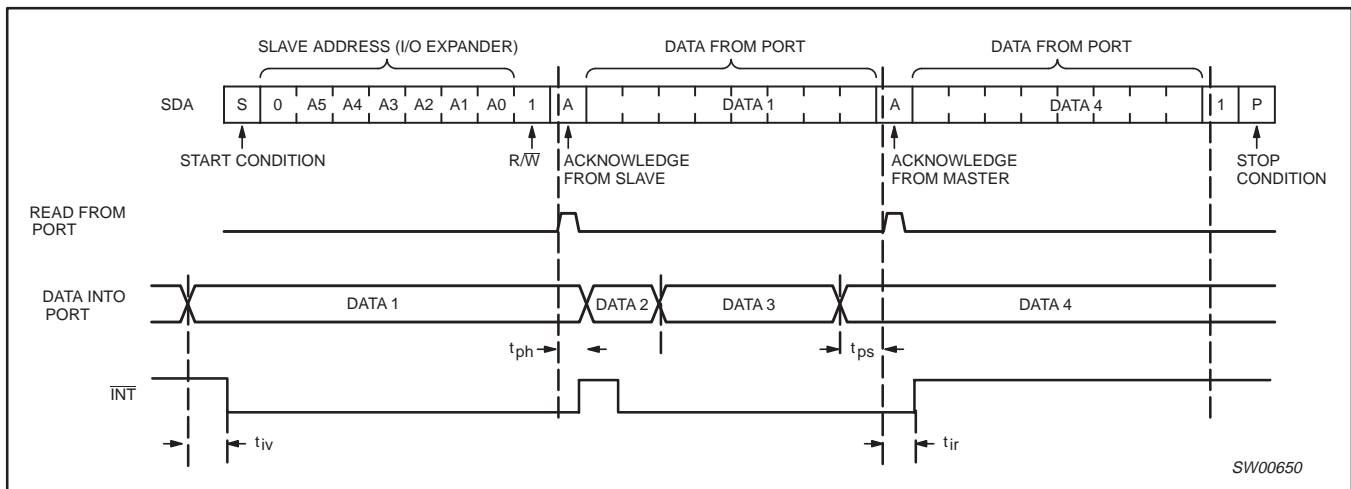 SLAVE ADDRESS (I/O EXPANDER) DATA FROM PORT DATA FROM PORT
SDA S 0 A5 A4 A3 A2 A1 A0 1 A DATA 1 A DATA 4 1 P
START CONDITION R/W̅ ACKNOWLEDGE FROM SLAVE ACKNOWLEDGE FROM MASTER STOP CONDITION
READ FROM
PORT
DATA INTO
PORT
DATA 1 DATA 2 DATA 3 DATA 4
tph tps
I̅N̅T̅
tiv tir
SW00650